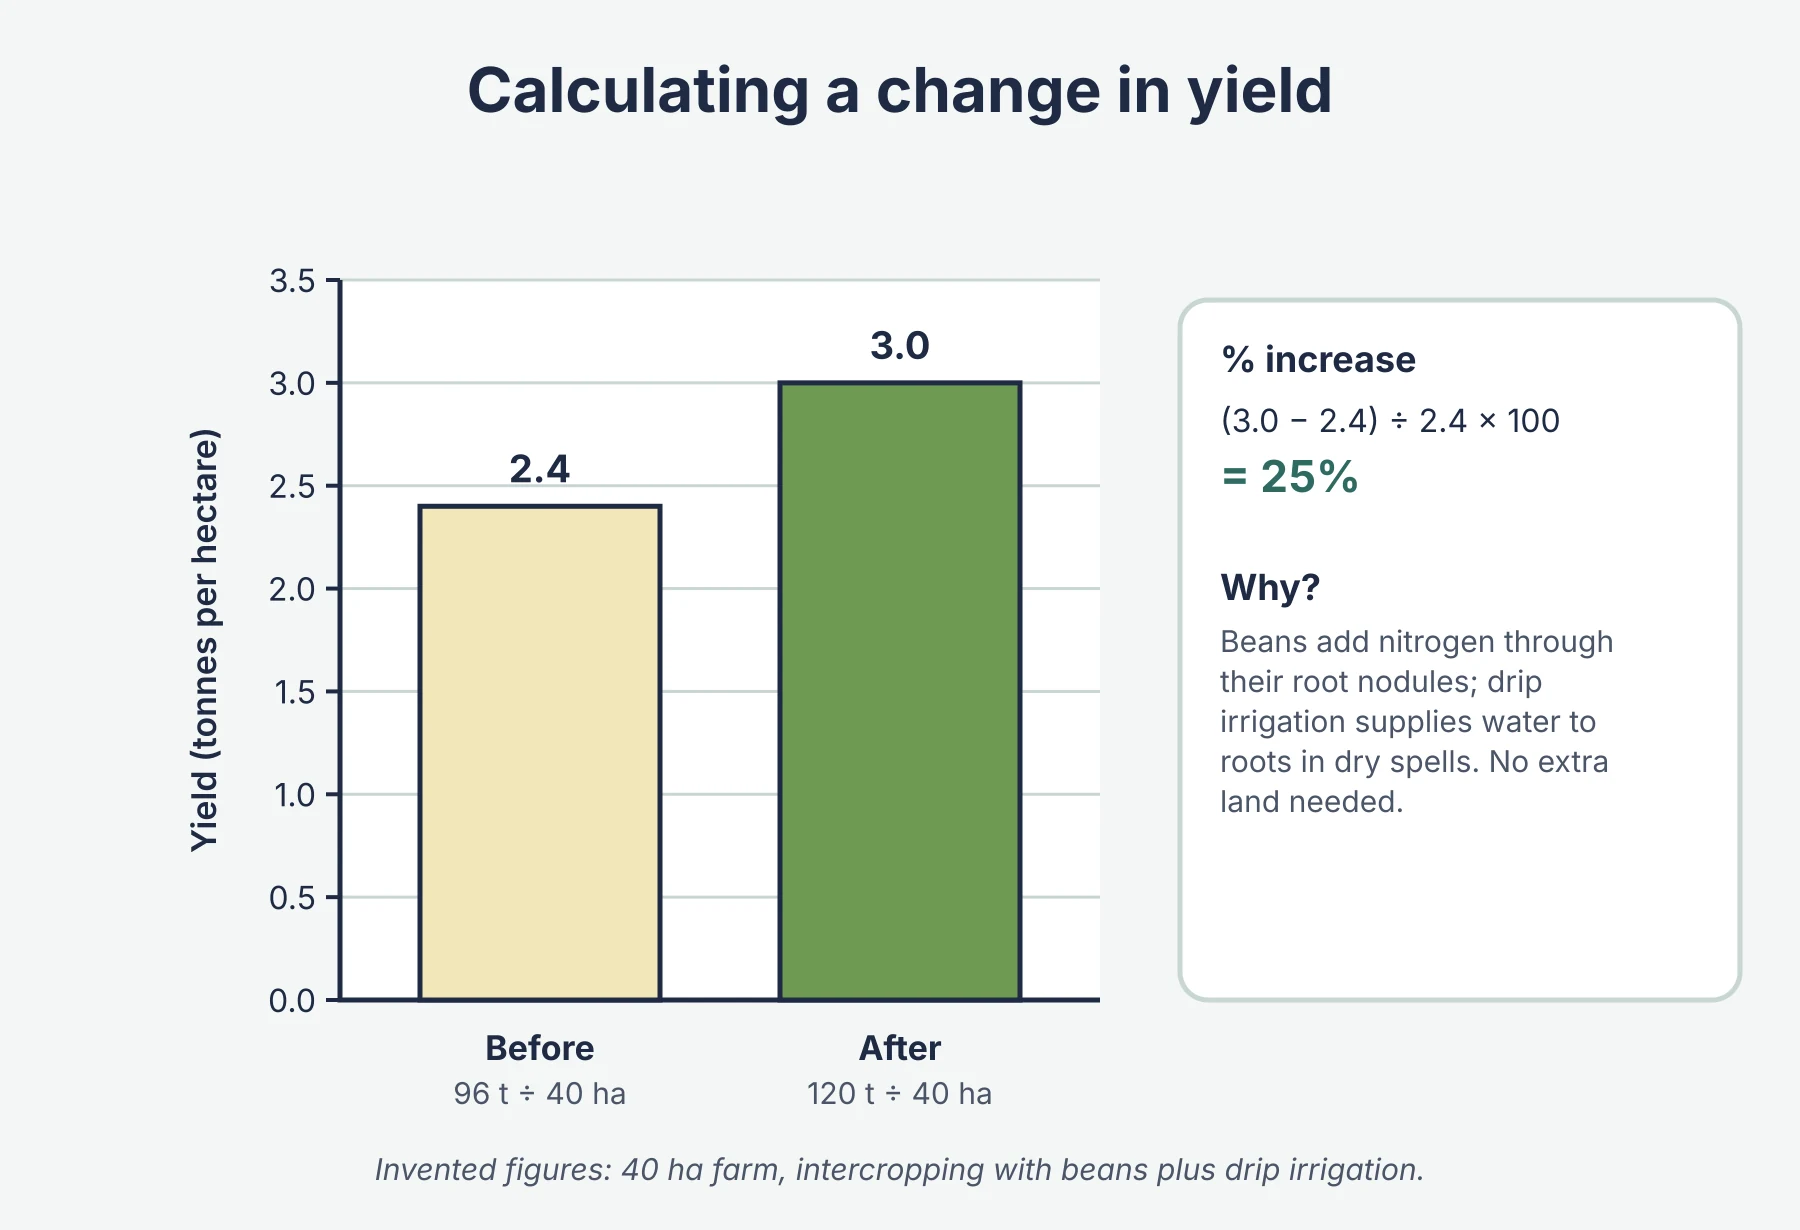 Calculating a change in yield
Yield (tonnes per hectare)
3.5
3.0
2.5
2.0
1.5
1.0
0.5
0.0
2.4
3.0
Before
96 t ÷ 40 ha
After
120 t ÷ 40 ha
% increase
(3.0 − 2.4) ÷ 2.4 × 100
= 25%
Why?
Beans add nitrogen through
their root nodules; drip
irrigation supplies water to
roots in dry spells. No extra
land needed.
Invented figures: 40 ha farm, intercropping with beans plus drip irrigation.